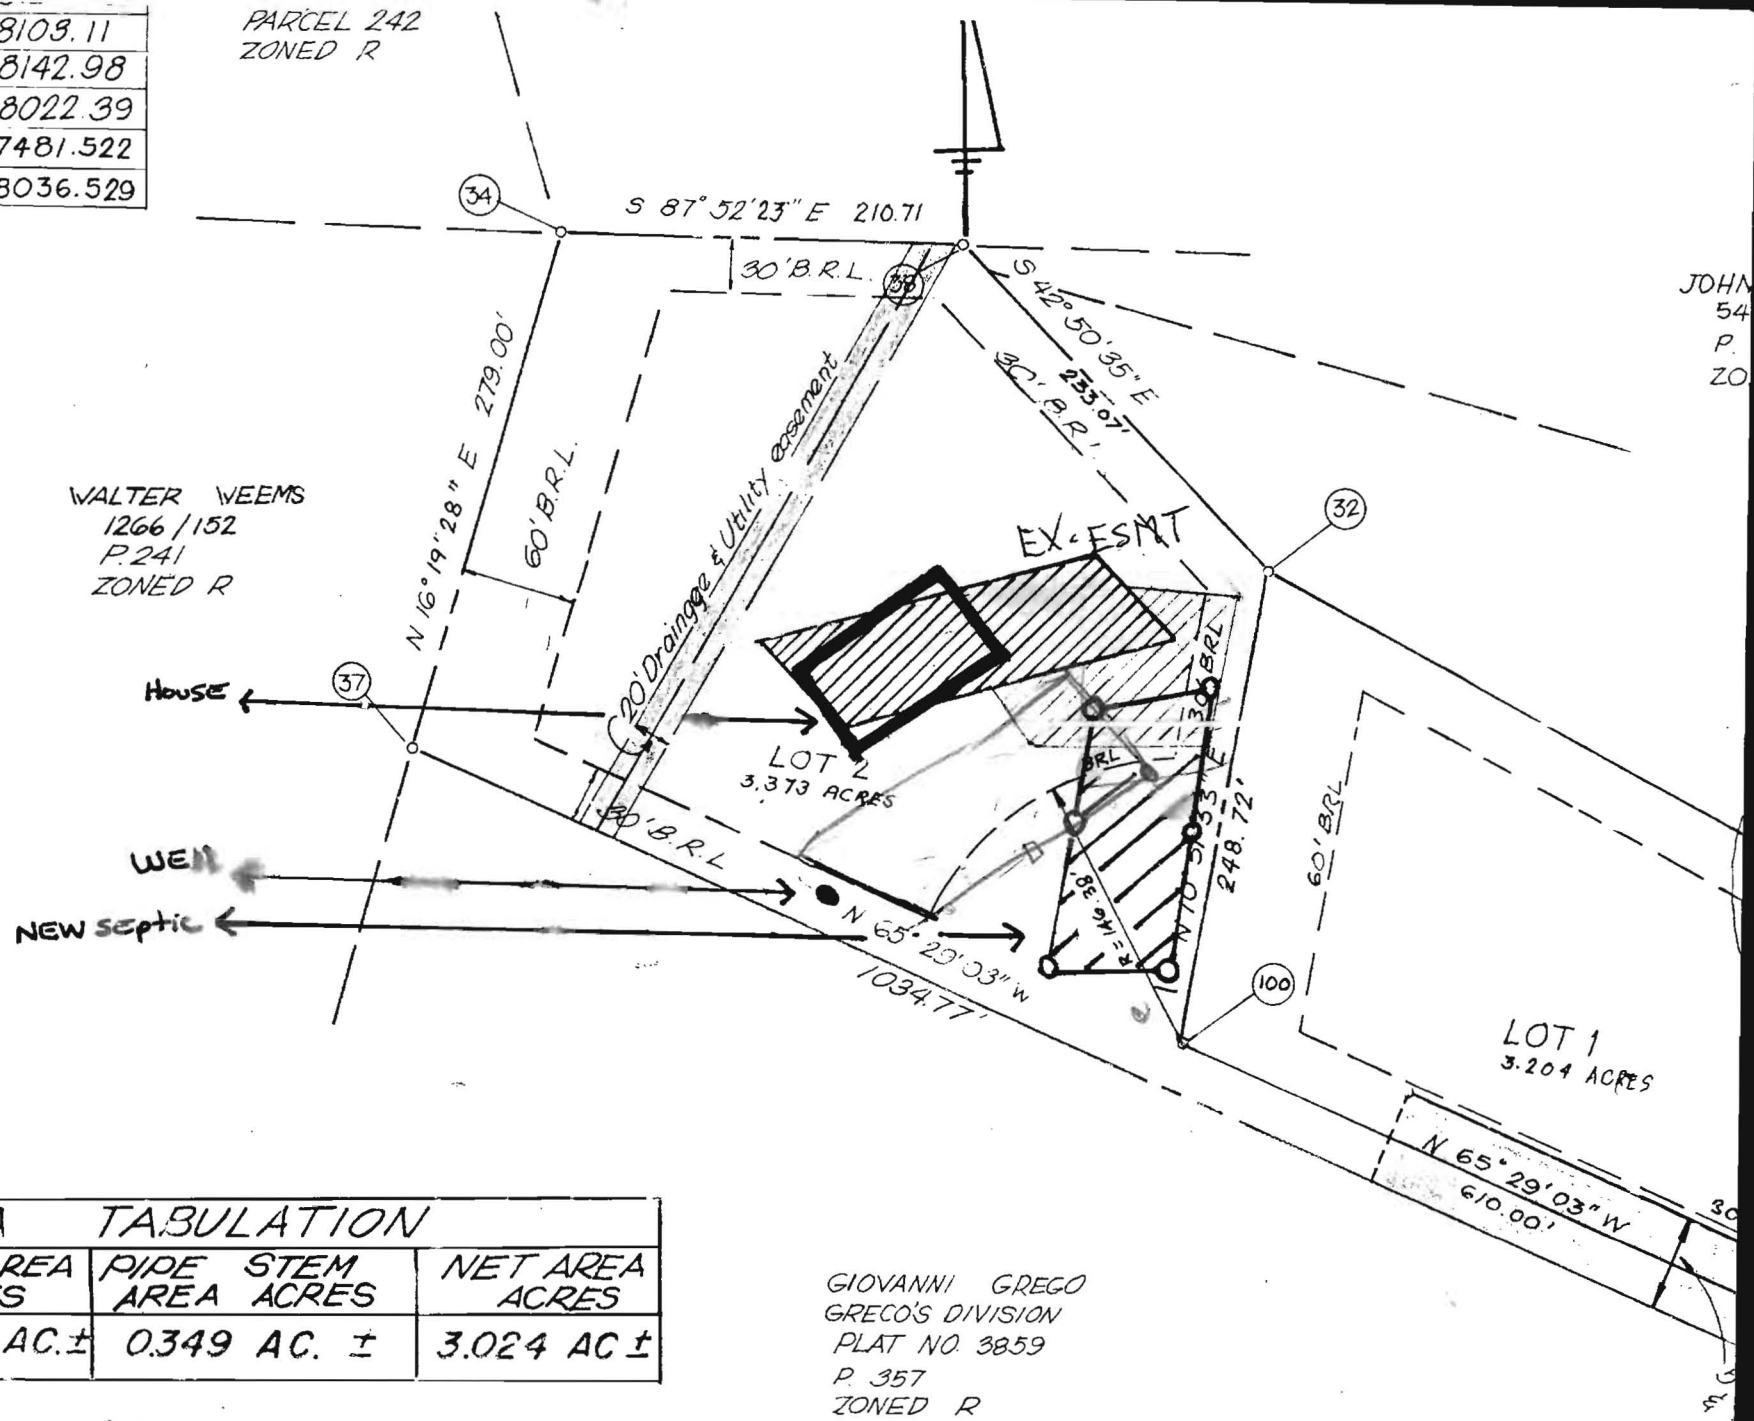 8103.11
8142.98
8022.39
7481.522
8036.529
PARCEL 242
ZONED R
34
S 87° 52' 23" E 210.71
30' B.R.L.
38
S 42° 50' 35" E
233.07'
30' B.R.
JOHN
54
P.
ZO
N 16° 19' 28" E 279.00'
60' B.R.L.
20' Drainage & Utility easement
WALTER WEEMS
1266 / 152
P. 241
ZONED R
EX. ESMT
32
37
HOUSE
30' BRL
LOT 2
3.373 ACRES
BRL
248.72'
60' BRL
30' B.R.L
WEll
NEW SEptic
R=146.38'
N 65° 29' 03" W
1034.77'
100
LOT 1
3.204 ACRES
N 65° 29' 03" W
610.00'
30
TABULATION
REA
S
PIPE STEM
AREA ACRES
NET AREA
ACRES
AC.±
0.349 AC. ±
3.024 AC ±
GIOVANNI GREGO
GRECO'S DIVISION
PLAT NO. 3859
P. 357
ZONED R